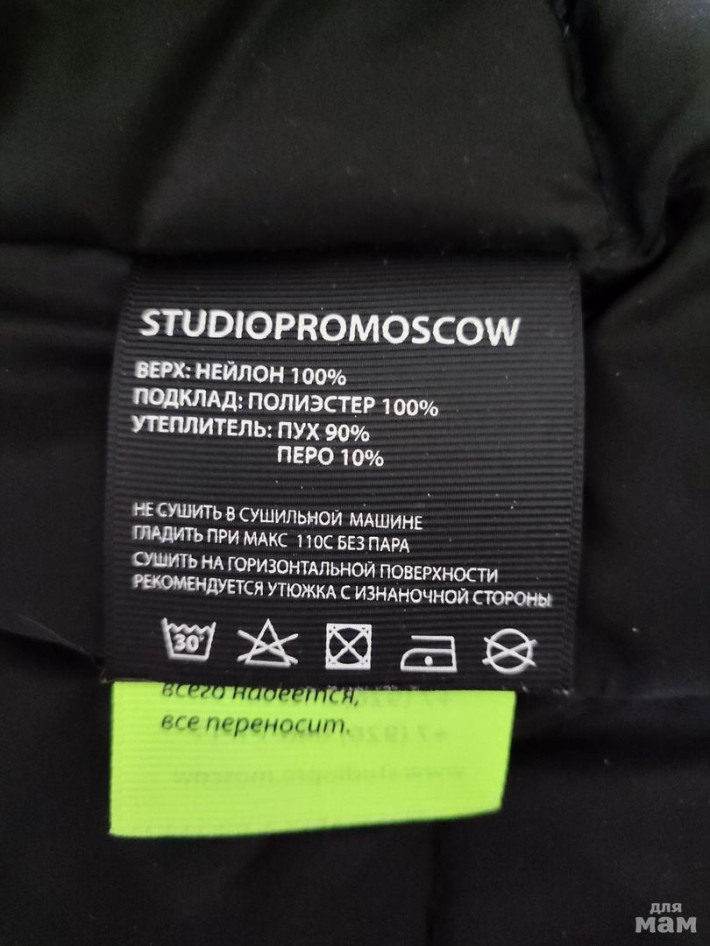 STUDIOPROMOSCOW
ВЕРХ: НЕЙЛОН 100%
ПОДКЛАД: ПОЛИЭСТЕР 100%
УТЕПЛИТЕЛЬ: ПУХ 90%
ПЕРО 10%
НЕ СУШИТЬ В СУШИЛЬНОЙ МАШИНЕ
ГЛАДИТЬ ПРИ МАКС 110С БЕЗ ПАРА
СУШИТЬ НА ГОРИЗОНТАЛЬНОЙ ПОВЕРХНОСТИ
РЕКОМЕНДУЕТСЯ УТЮЖКА С ИЗНАНОЧНОЙ СТОРОНЫ
30°
всего надеется,
все переносит.
для
мам